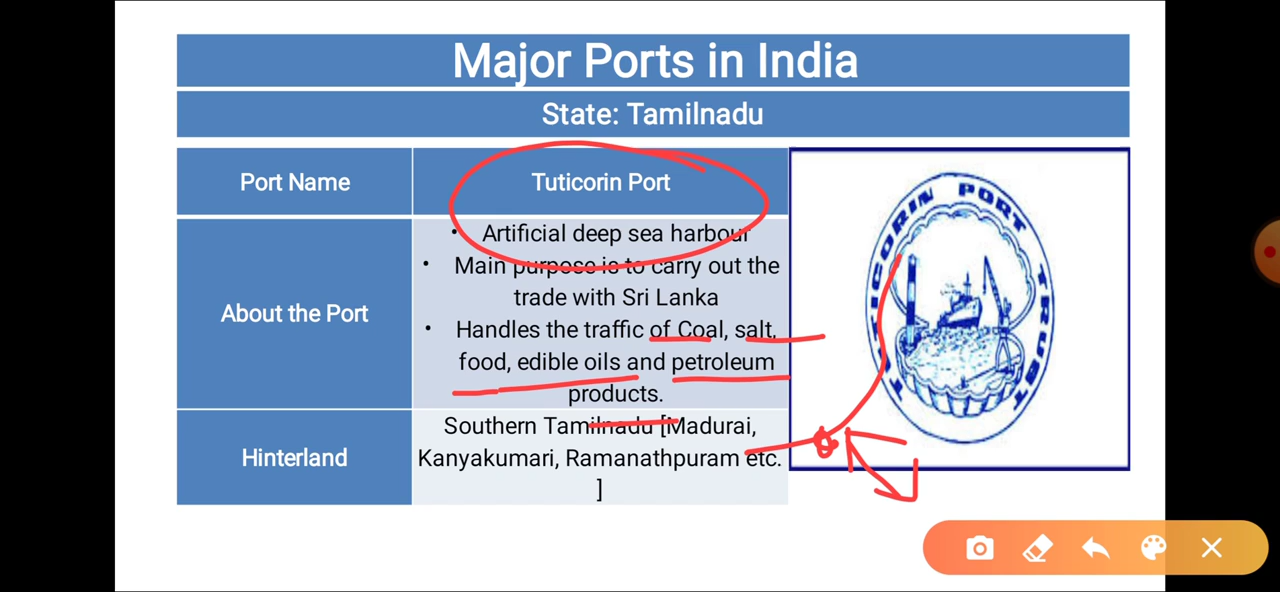 Major Ports in India
State: Tamilnadu
Port Name
Tuticorin Port
About the Port
• Artificial deep sea harbour
• Main purpose is to carry out the
trade with Sri Lanka
• Handles the traffic of Coal, salt,
food, edible oils and petroleum
products.
Hinterland
Southern Tamilnadu [Madurai,
Kanyakumari, Ramanathpuram etc.
]
TUTICORIN PORT TRUST